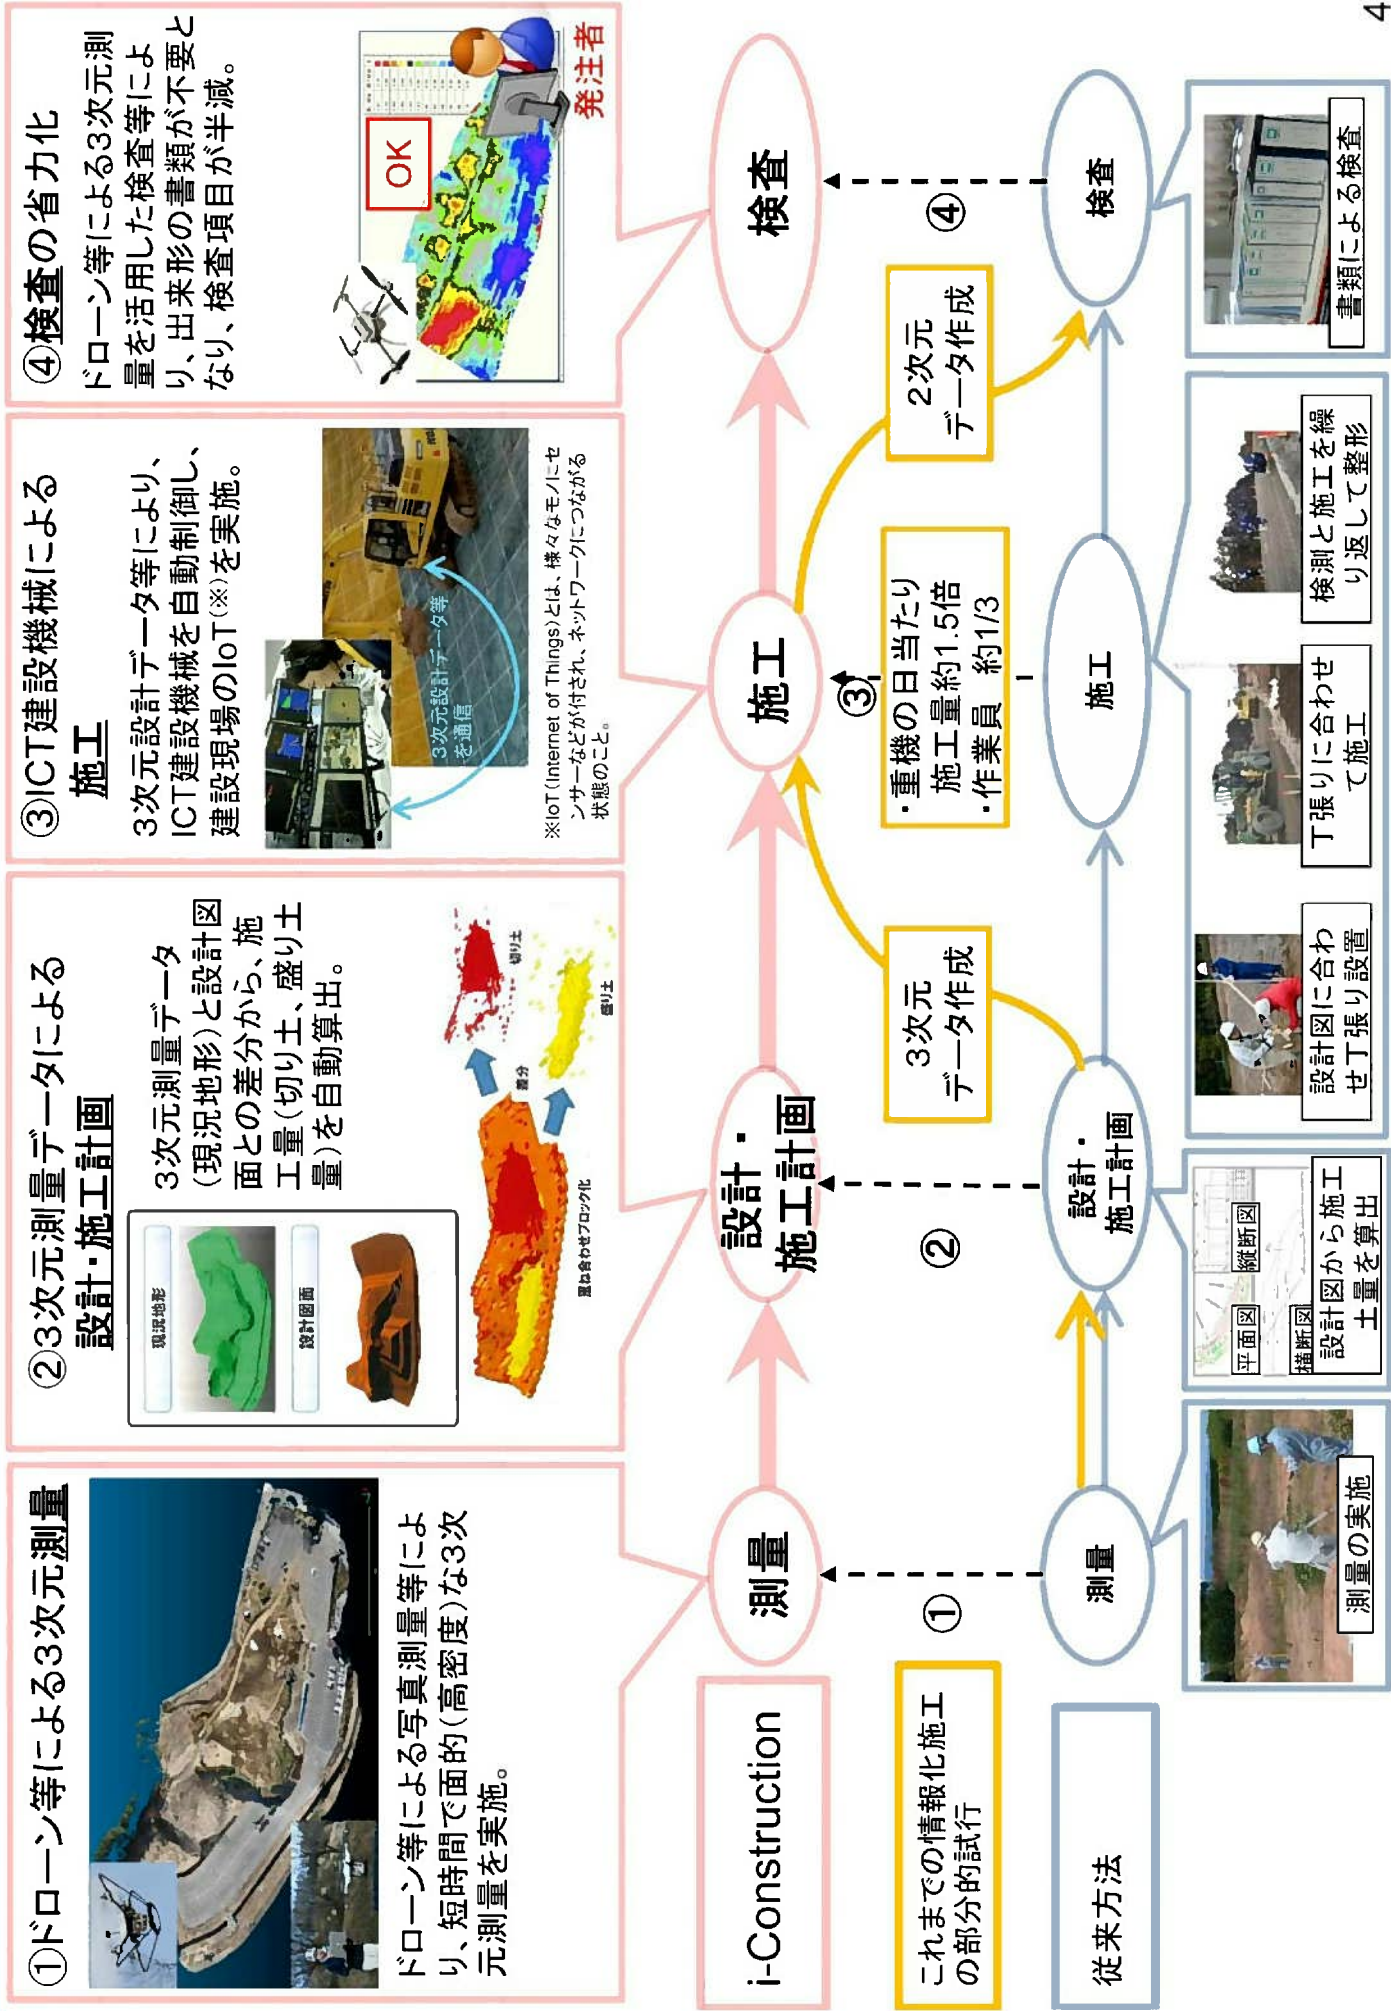 ①ドローン等による3次元測量
ドローン等による写真測量等によ
り、短時間で面的(高密度)な3次
元測量を実施。
②3次元測量データによる
設計・施工計画
現況地形
設計図面
3次元測量データ
(現況地形)と設計図
面との差分から、施
工量(切り土、盛り土
量)を自動算出。
重ね合わせブロック化
差分
切り土
盛り土
③ICT建設機械による
施工
3次元設計データ等により、
ICT建設機械を自動制御し、
建設現場のIoT(※)を実施。
3次元設計データ等
を通信
※IoT(Internet of Things)とは、様々なモノにセ
ンサーなどが付され、ネットワークにつながる
状態のこと。
④検査の省力化
ドローン等による3次元測
量を活用した検査等によ
り、出来形の書類が不要と
なり、検査項目が半減。
OK
発注者
i-Construction
測量
設計・
施工計画
施工
検査
これまでの情報化施工
の部分的試行
①
②
3次元
データ作成
③
・重機の日当たり
施工量約1.5倍
・作業員 約1/3
2次元
データ作成
④
従来方法
測量
設計・
施工計画
施工
検査
測量の実施
平面図
縦断図
横断図
設計図から施工
土量を算出
設計図に合わ
せ丁張り設置
丁張りに合わせ
て施工
検測と施工を繰
り返して整形
書類による検査
4